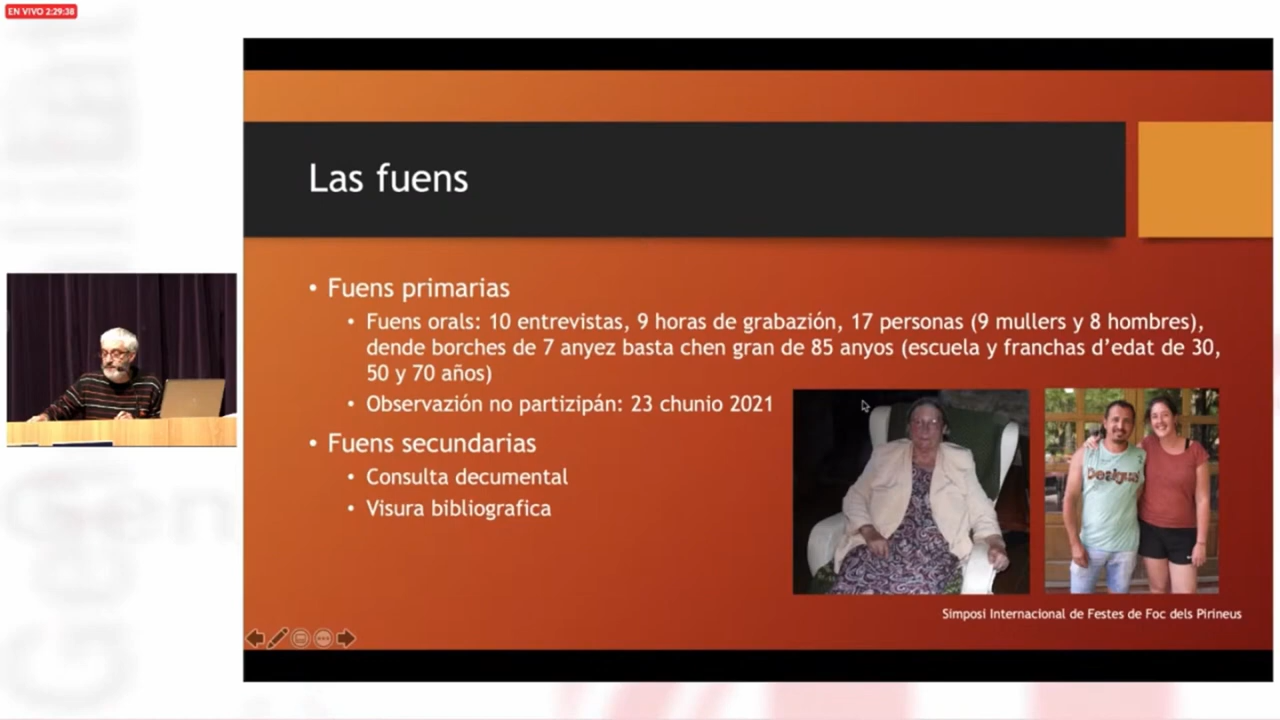 EN VIVO 2:29:38
Las fuens
• Fuens primarias
• Fuens orals: 10 entrevistas, 9 horas de grabazión, 17 personas (9 mullers y 8 hombres),
dende borches de 7 anyez basta chen gran de 85 anyos (escuela y franchas d'edat de 30,
50 y 70 años)
• Observazión no partizipán: 23 chunio 2021
• Fuens secundarias
• Consulta decumental
• Visura bibliografica
Desigual
Simposi Internacional de Festes de Foc dels Pirineus